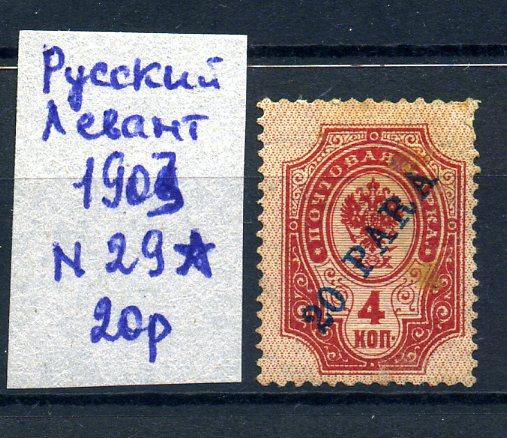 Русский
Левант
1903
N 29 ★
20р
ПОЧТОВАЯ МАРКА
20 PARA
4
КОП.